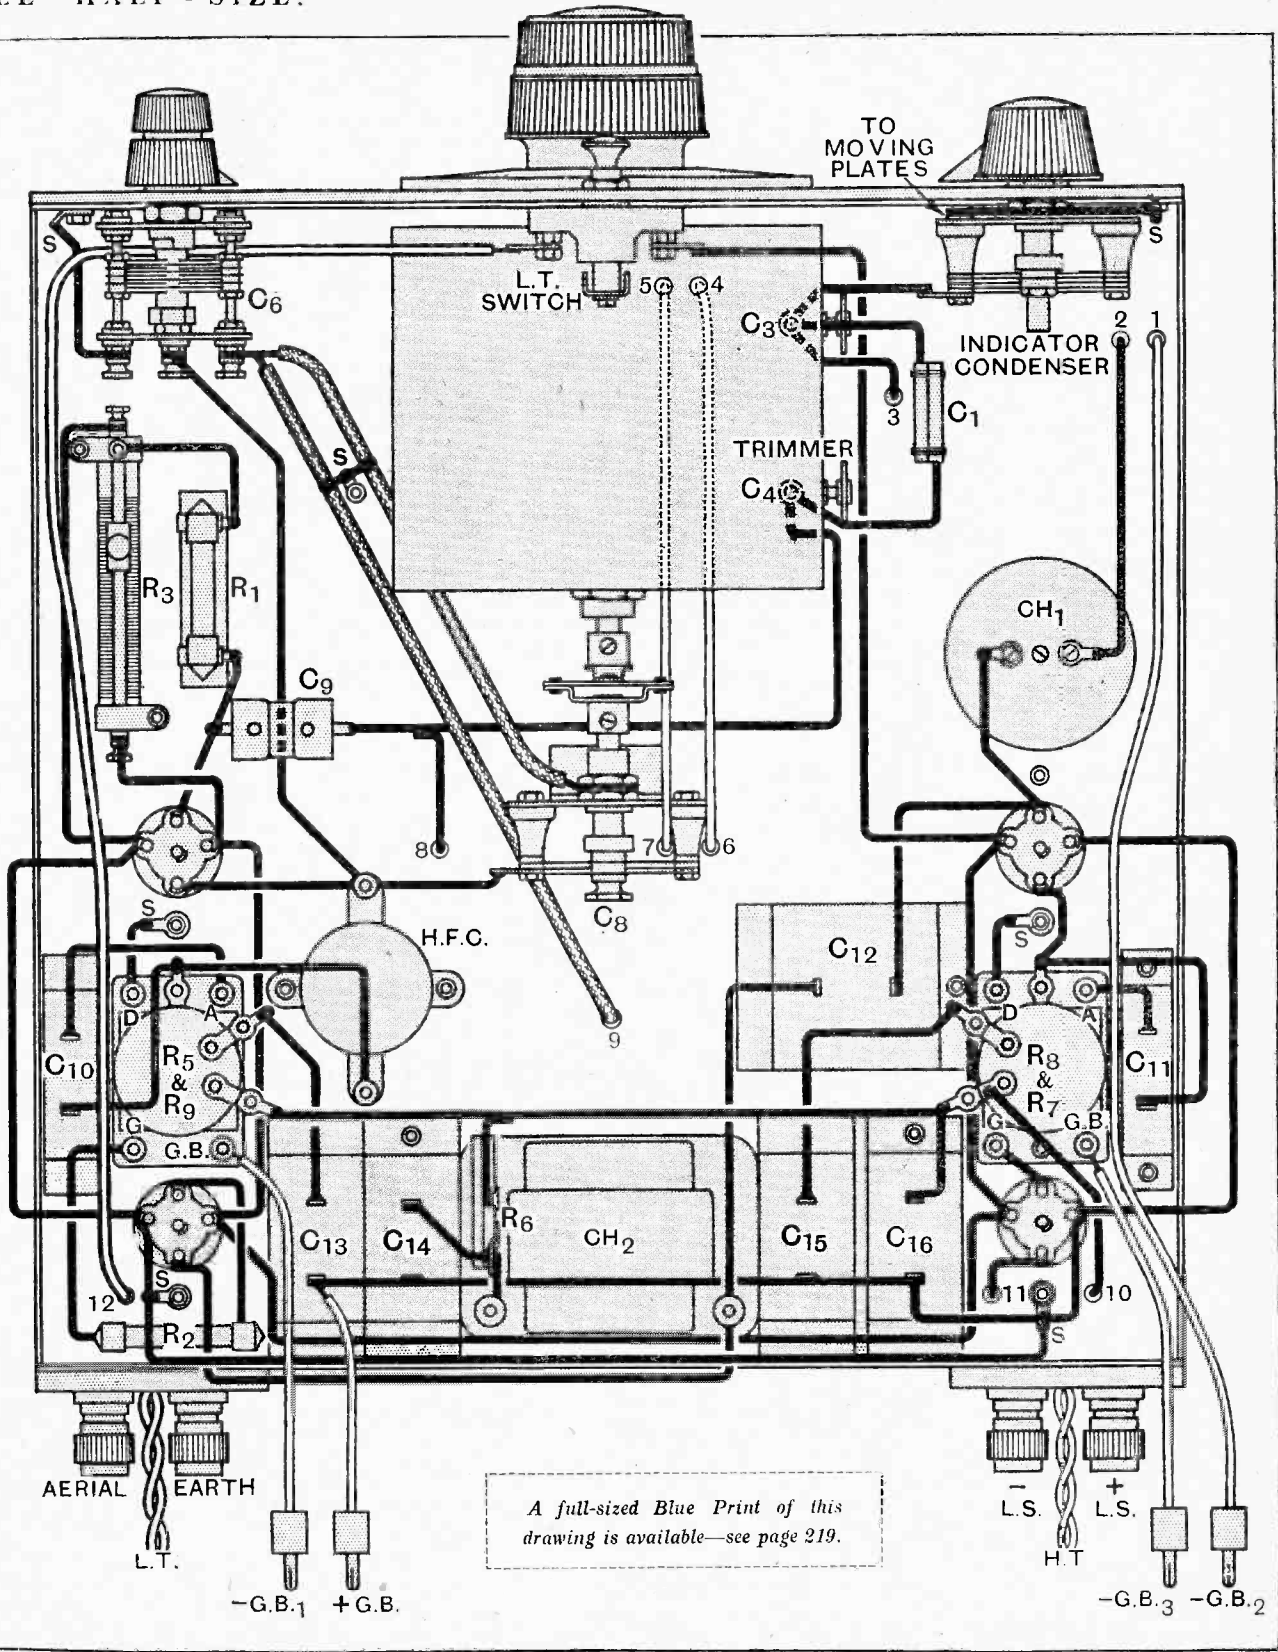 HALF-SIZE.
TO
MOVING
PLATES
S
S
C6
L.T.
SWITCH
5
4
C3
2
1
INDICATOR
CONDENSER
3
C1
S
TRIMMER
C4
R3
R1
CH1
C9
8
7
6
C8
S
H.F.C.
C12
S
9
D
A
D
A
C10
R5
&
R9
R8
&
R7
C11
G
G.B.
G
G.B.
R6
C13
C14
CH2
C15
C16
S
12
11
10
R2
S
AERIAL
EARTH
L.T.
A full-sized Blue Print of this
drawing is available—see page 219.
–
L.S.
+
L.S.
H.T
–G.B.1
+G.B.
–G.B.3
–G.B.2